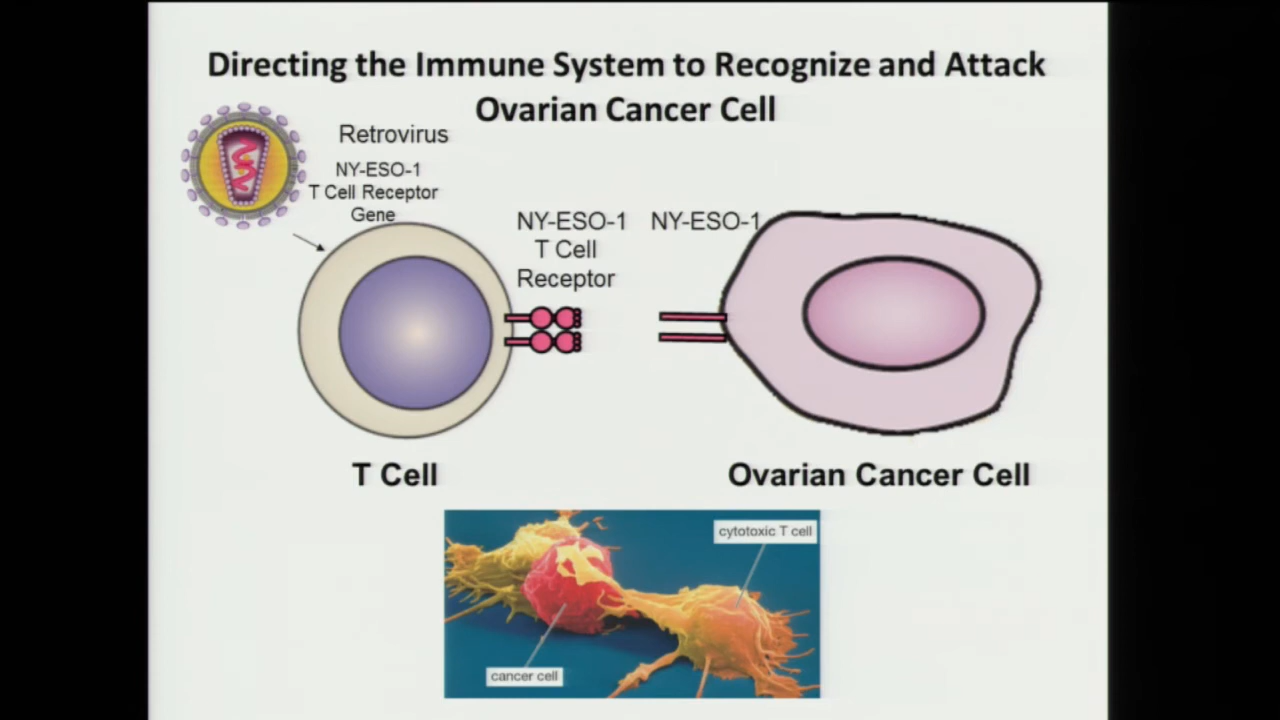 Directing the Immune System to Recognize and Attack
Ovarian Cancer Cell
Retrovirus
NY-ESO-1
T Cell Receptor
Gene
NY-ESO-1
T Cell
Receptor
NY-ESO-1
T Cell
Ovarian Cancer Cell
cytotoxic T cell
cancer cell